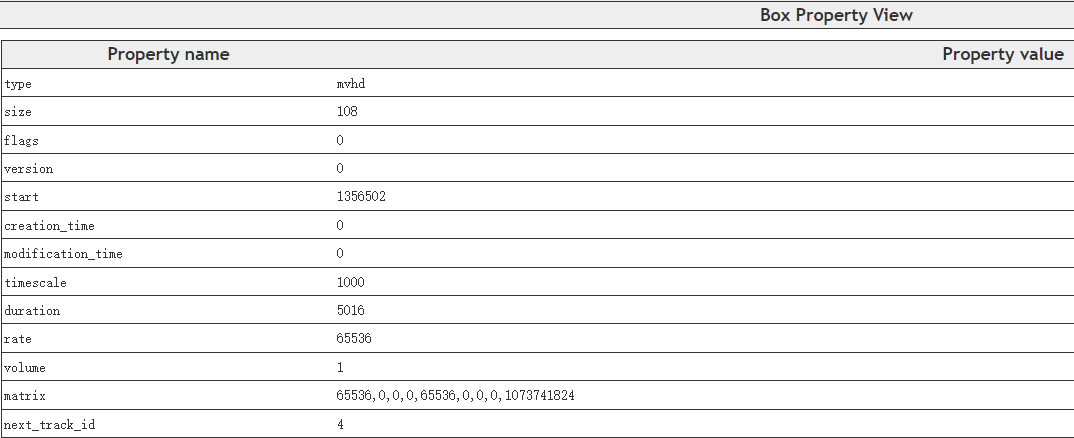 Box Property View
Property name Property value
type mvhd
size 108
flags 0
version 0
start 1356502
creation_time 0
modification_time 0
timescale 1000
duration 5016
rate 65536
volume 1
matrix 65536,0,0,0,65536,0,0,0,1073741824
next_track_id 4